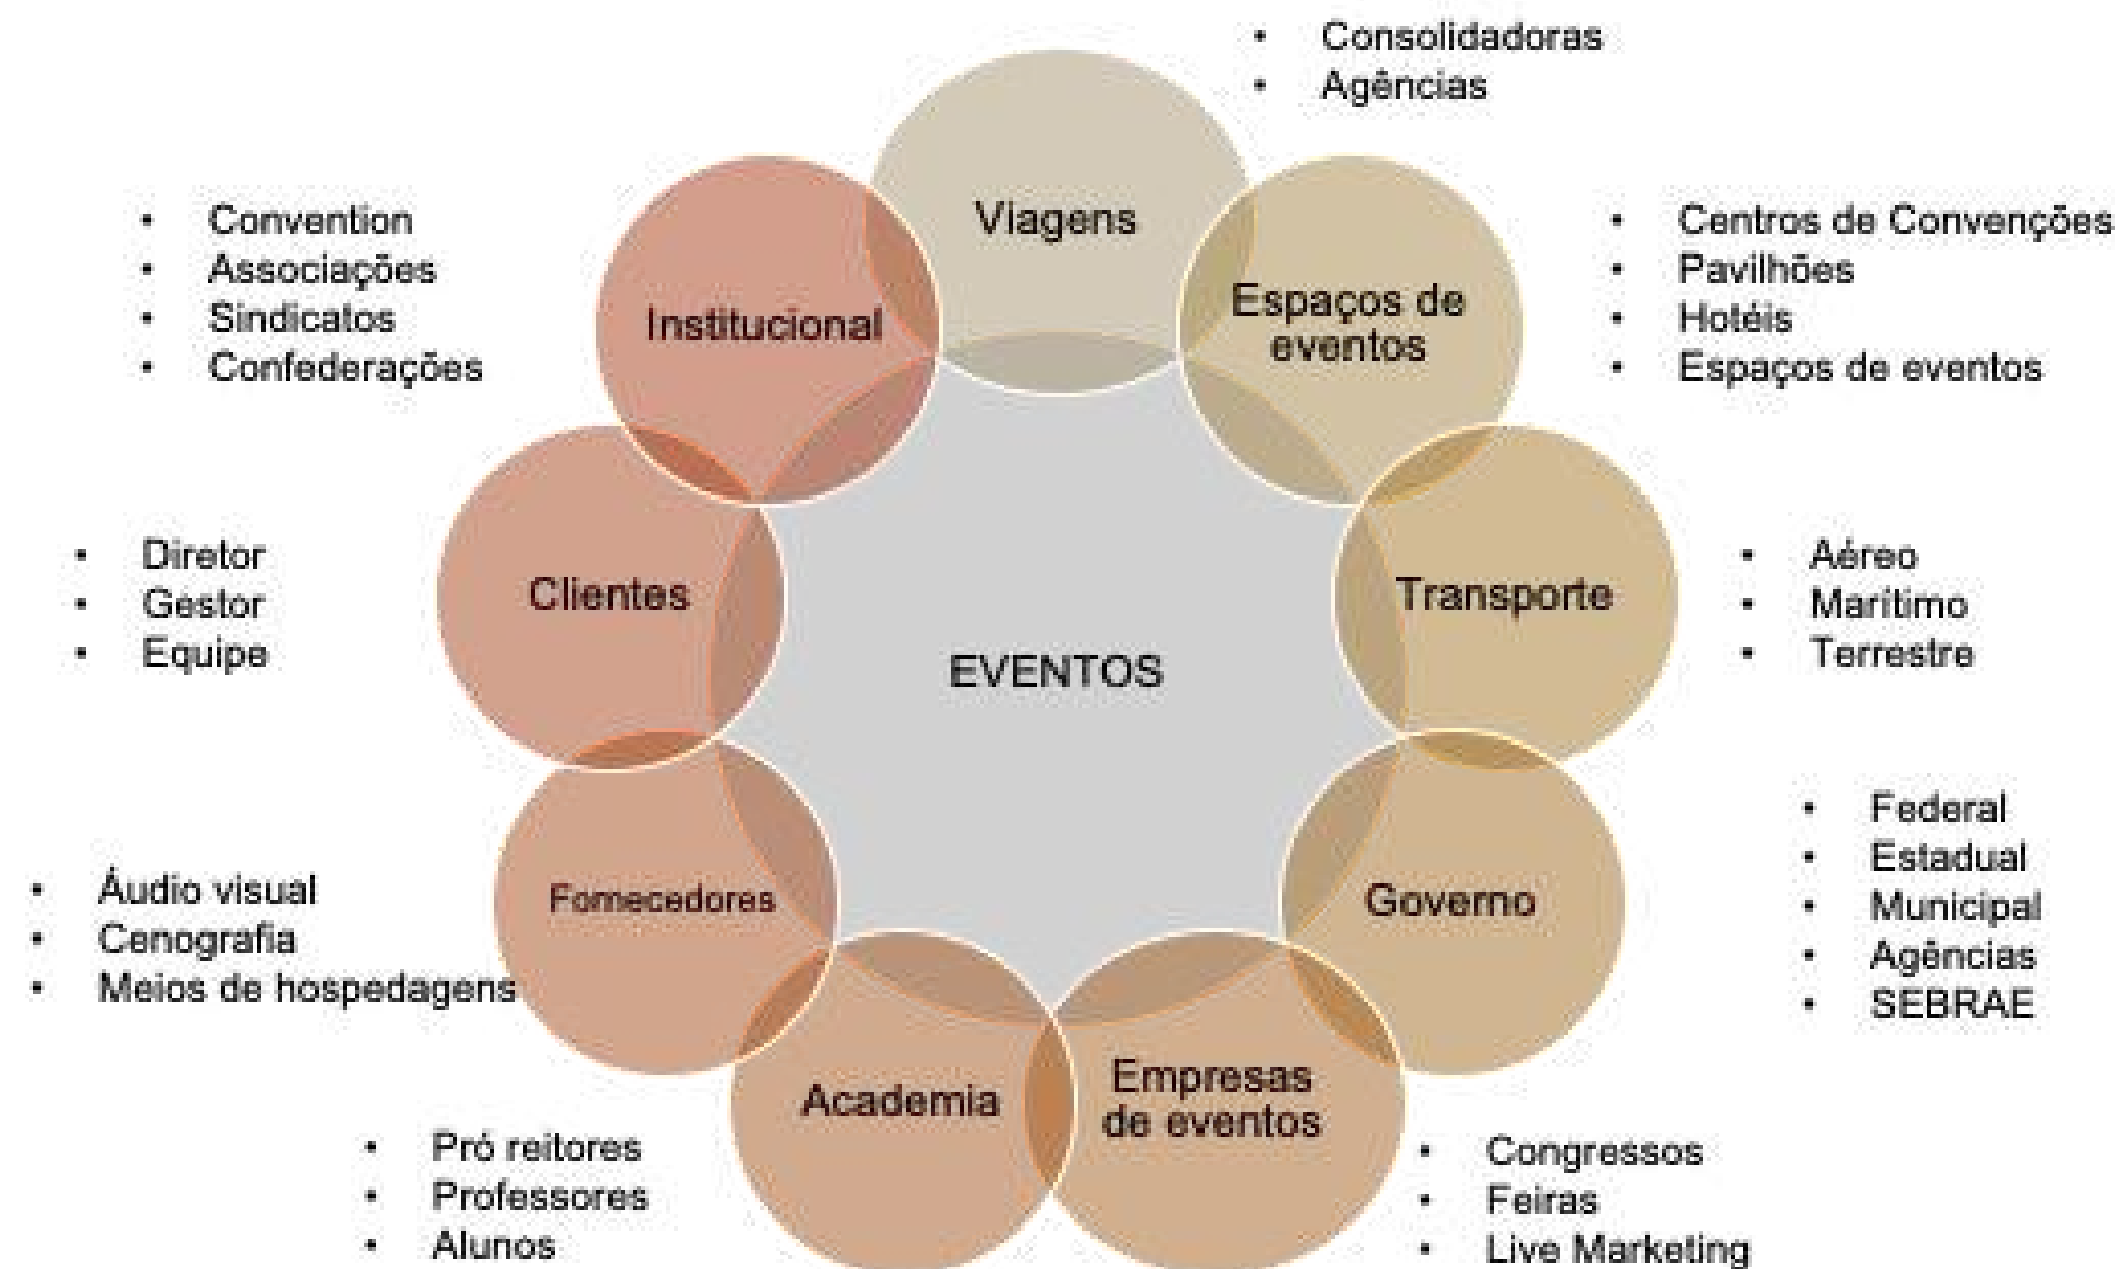 Consolidadoras
Agências
Viagens
Espaços de
eventos
Centros de Convenções
Pavilhões
Hotéis
Espaços de eventos
Transporte
Aéreo
Marítimo
Terrestre
Governo
Federal
Estadual
Municipal
Agências
SEBRAE
Empresas
de eventos
Congressos
Feiras
Live Marketing
Academia
Pró reitores
Professores
Alunos
Fornecedores
Áudio visual
Cenografia
Meios de hospedagens
Clientes
Diretor
Gestor
Equipe
Institucional
Convention
Associações
Sindicatos
Confederações
EVENTOS